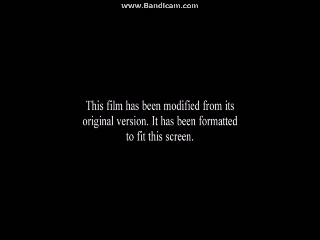 www.Bandicam.com
This film has been modified from its
original version. It has been formatted
to fit this screen.